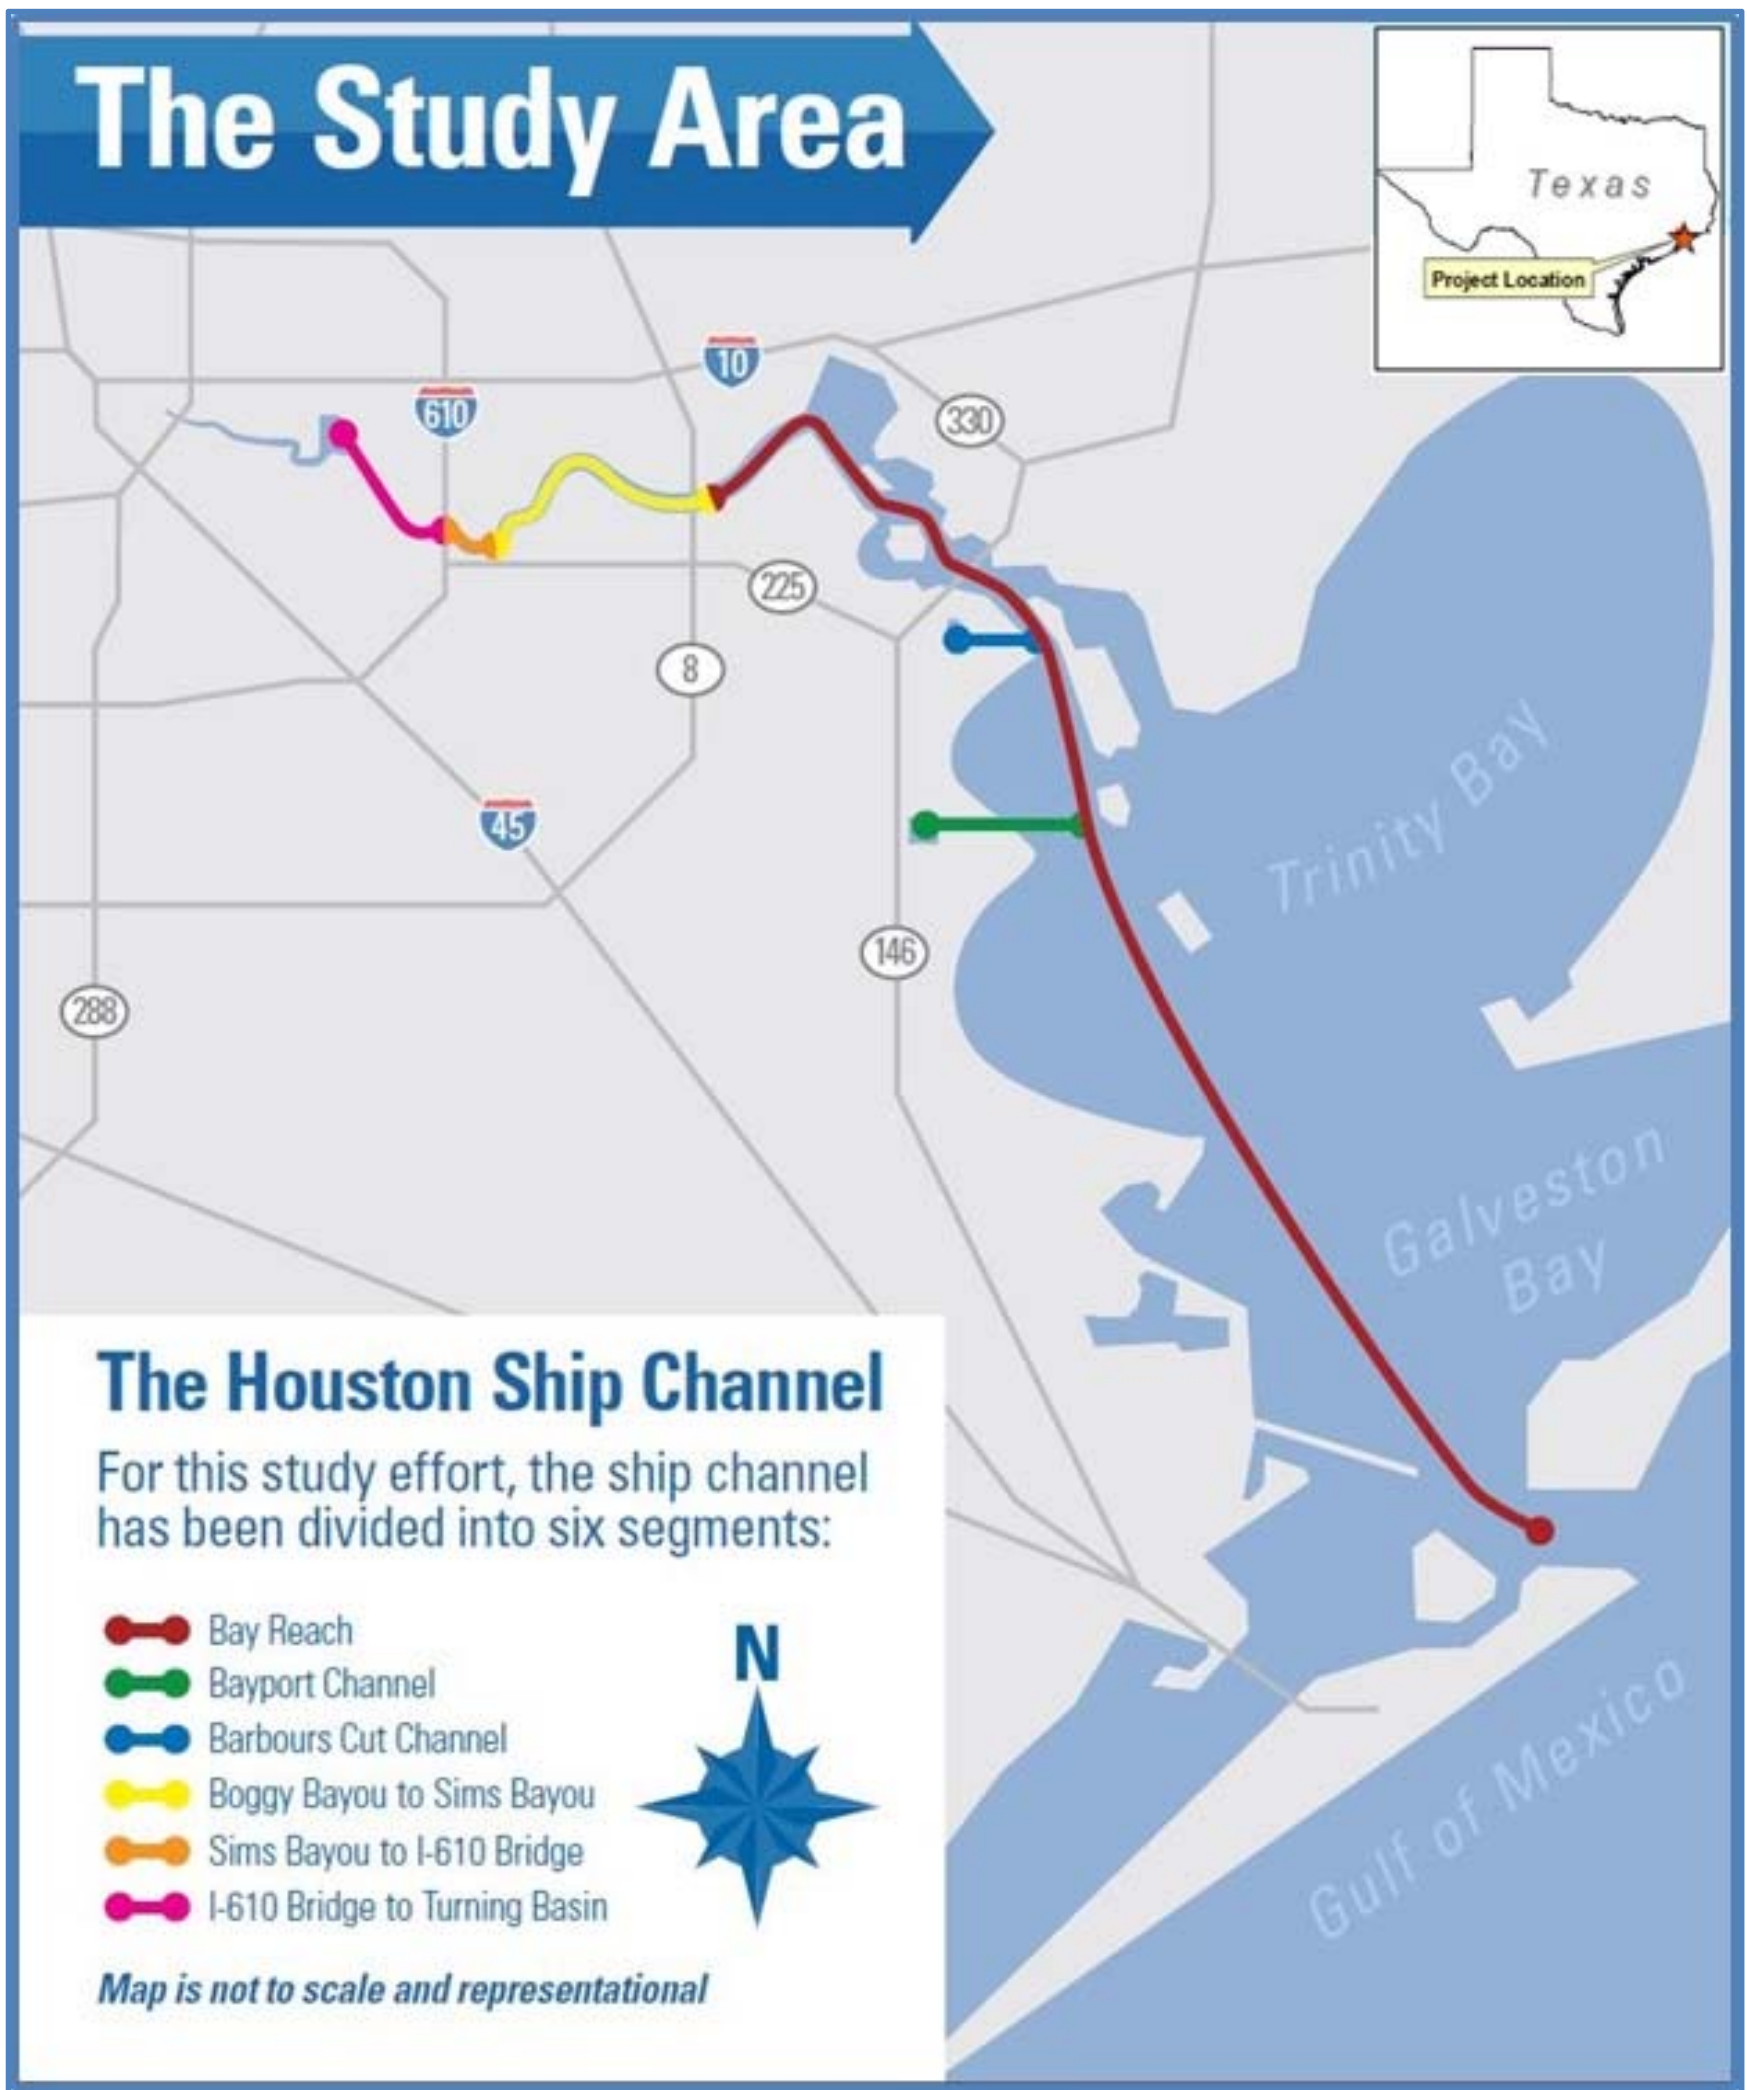 The Study Area
Texas
Project Location
10
610
330
225
8
45
146
288
Trinity Bay
Galveston
Bay
Gulf of Mexico
The Houston Ship Channel
For this study effort, the ship channel
has been divided into six segments:
Bay Reach
Bayport Channel
Barbours Cut Channel
Boggy Bayou to Sims Bayou
Sims Bayou to I-610 Bridge
I-610 Bridge to Turning Basin
N
Map is not to scale and representational